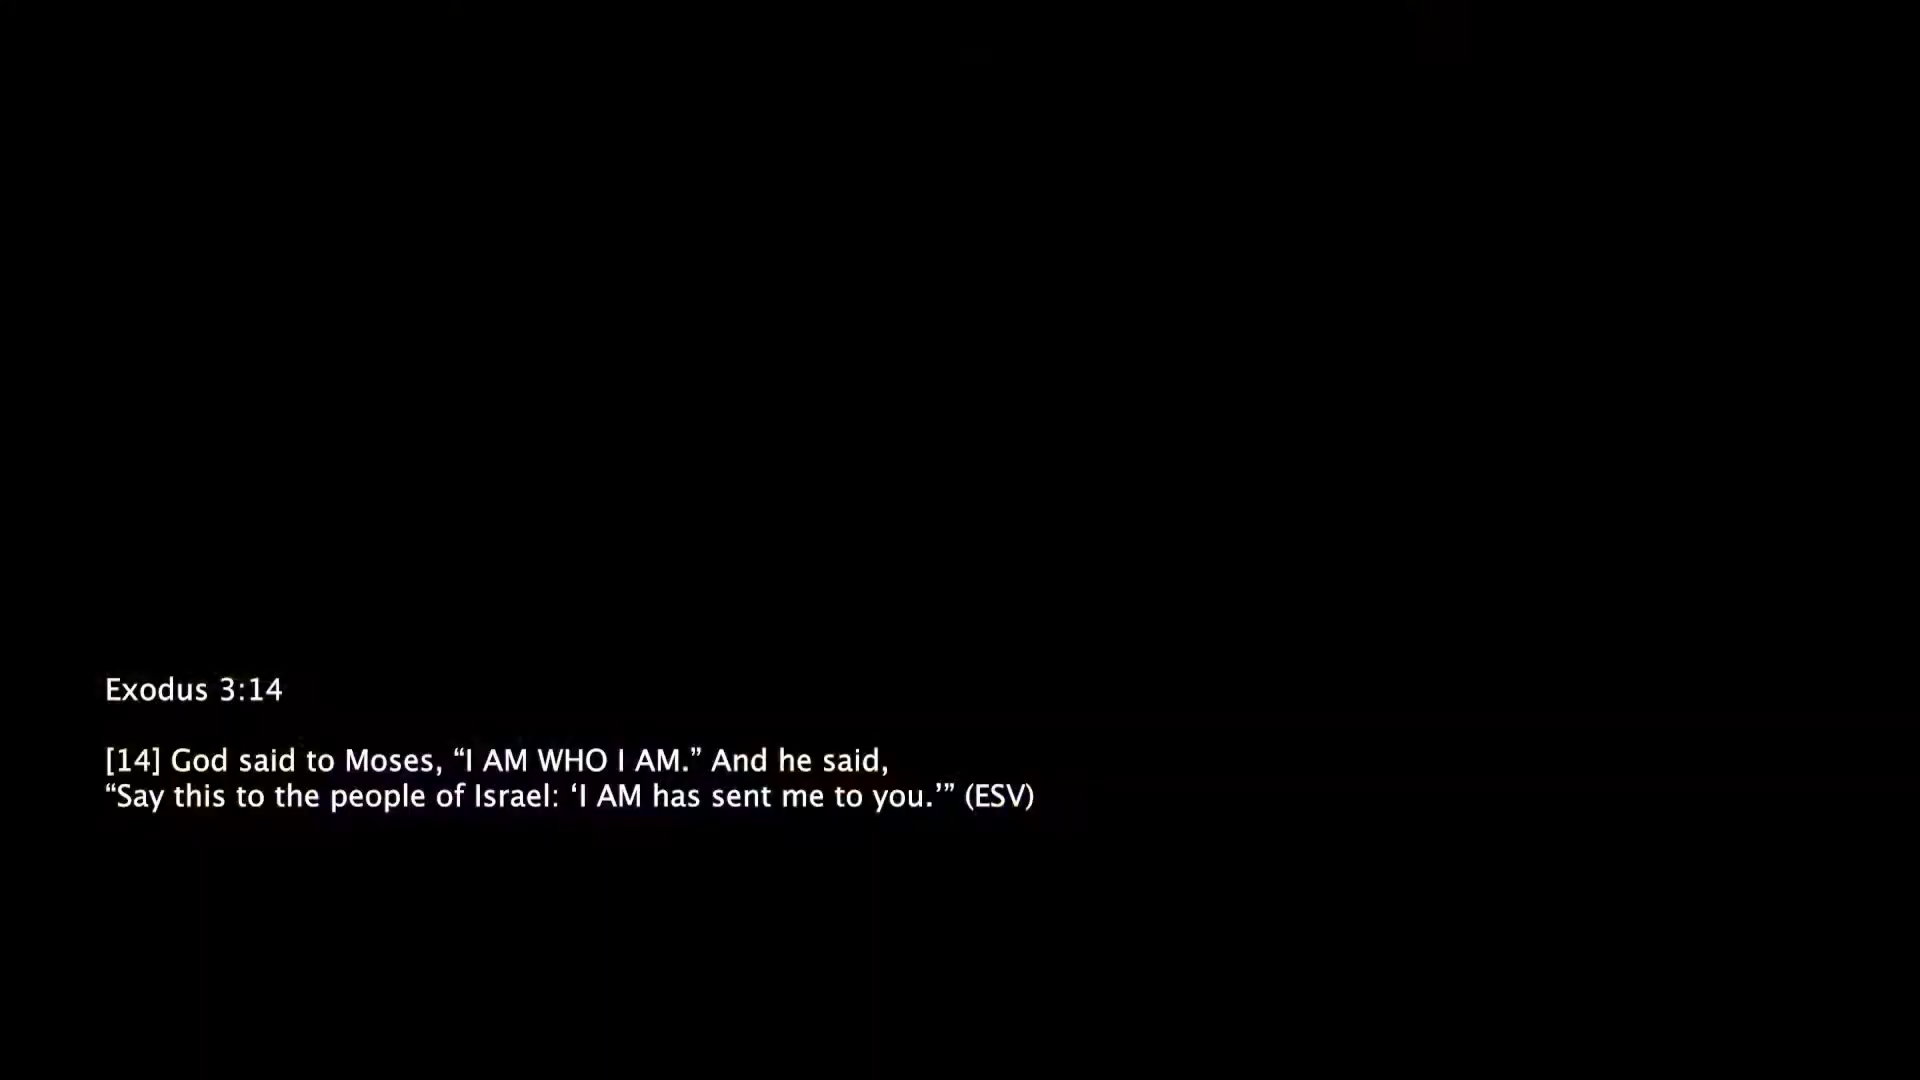 Exodus 3:14
[14] God said to Moses, “I AM WHO I AM.” And he said,
“Say this to the people of Israel: ‘I AM has sent me to you.’” (ESV)